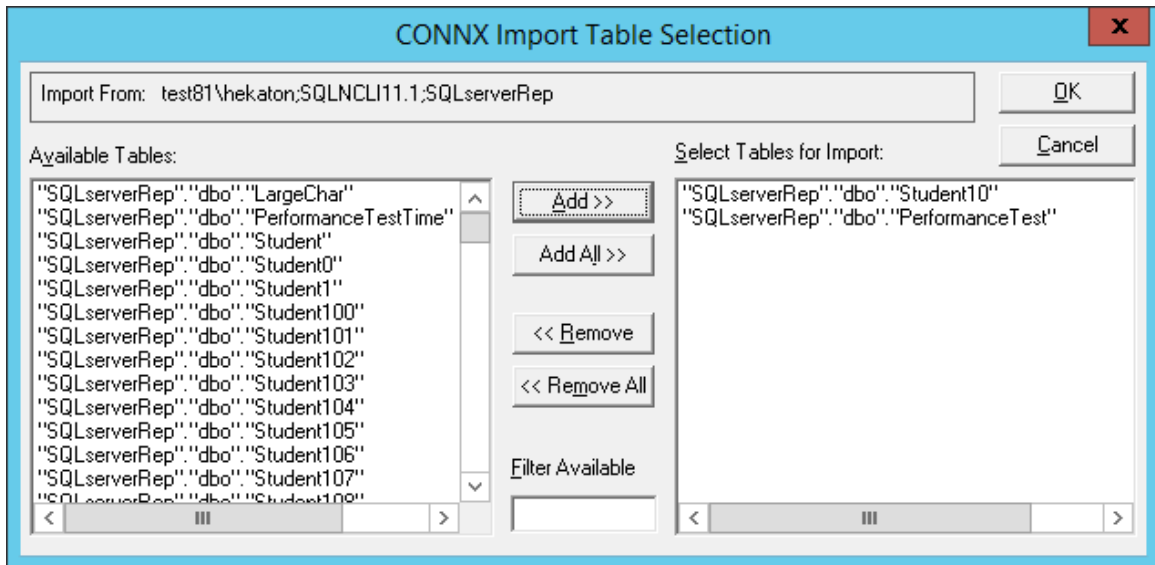 CONNX Import Table Selection
x
Import From: test81\hekaton;SQLNCLI11.1;SQLserverRep
OK
Cancel
Available Tables:
"SQLserverRep"."dbo"."LargeChar"
"SQLserverRep"."dbo"."PerformanceTestTime"
"SQLserverRep"."dbo"."Student"
"SQLserverRep"."dbo"."Student0"
"SQLserverRep"."dbo"."Student1"
"SQLserverRep"."dbo"."Student100"
"SQLserverRep"."dbo"."Student101"
"SQLserverRep"."dbo"."Student102"
"SQLserverRep"."dbo"."Student103"
"SQLserverRep"."dbo"."Student104"
"SQLserverRep"."dbo"."Student105"
"SQLserverRep"."dbo"."Student106"
"SQLserverRep"."dbo"."Student107"
"SQLserverRep"."dbo"."Student108"
Add >>
Add All >>
<< Remove
<< Remove All
Filter Available
Select Tables for Import:
"SQLserverRep"."dbo"."Student10"
"SQLserverRep"."dbo"."PerformanceTest"